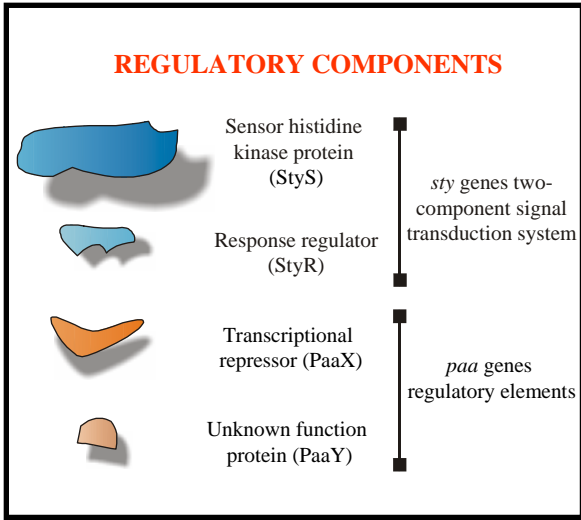 REGULATORY COMPONENTS
Sensor histidine
kinase protein
(StyS)
sty genes two-
component signal
transduction system
Response regulator
(StyR)
Transcriptional
repressor (PaaX)
paa genes
regulatory elements
Unknown function
protein (PaaY)